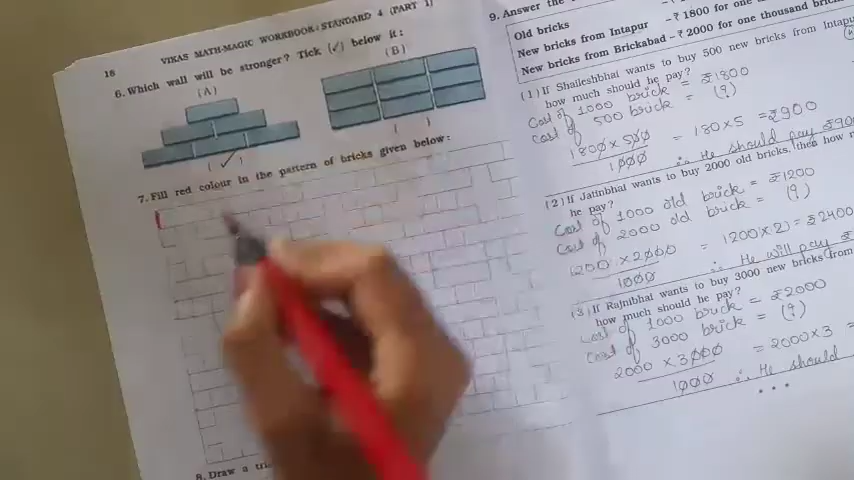 18 VIKAS MATH-MAGIC WORKBOOK : STANDARD 4 (PART 1)
6. Which wall will be stronger? Tick (✓) below it :
(A) (B)
( ✓ ) ( )
7. Fill red colour in the pattern of bricks given below :
8. Draw a
9. Answer the
Old bricks
New bricks from Intapur - ₹ 1800 for one
New bricks from Brickabad - ₹ 2000 for one thousand
(1) If Shaileshbhai wants to buy 500 new bricks from
how much should he pay?
Cost of 1000 brick = ₹1800
Cost of 500 brick = (?)
1800 × 500 / 1000 = 180 × 5 = ₹900
∴ He should pay
(2) If Jatinbhai wants to buy 2000 old bricks, then how
he pay?
Cost of 1000 old brick = ₹1200
Cost of 2000 old brick = (?)
1200 × 2000 / 1000 = 1200 × 2 = ₹2400
∴ He will pay
(3) If Rajnibhai wants to buy 3000 new bricks from
how much should he pay?
Cost of 1000 brick = ₹2000
Cost of 3000 brick = (?)
2000 × 3000 / 1000 = 2000 × 3 =
∴ He should
• • •